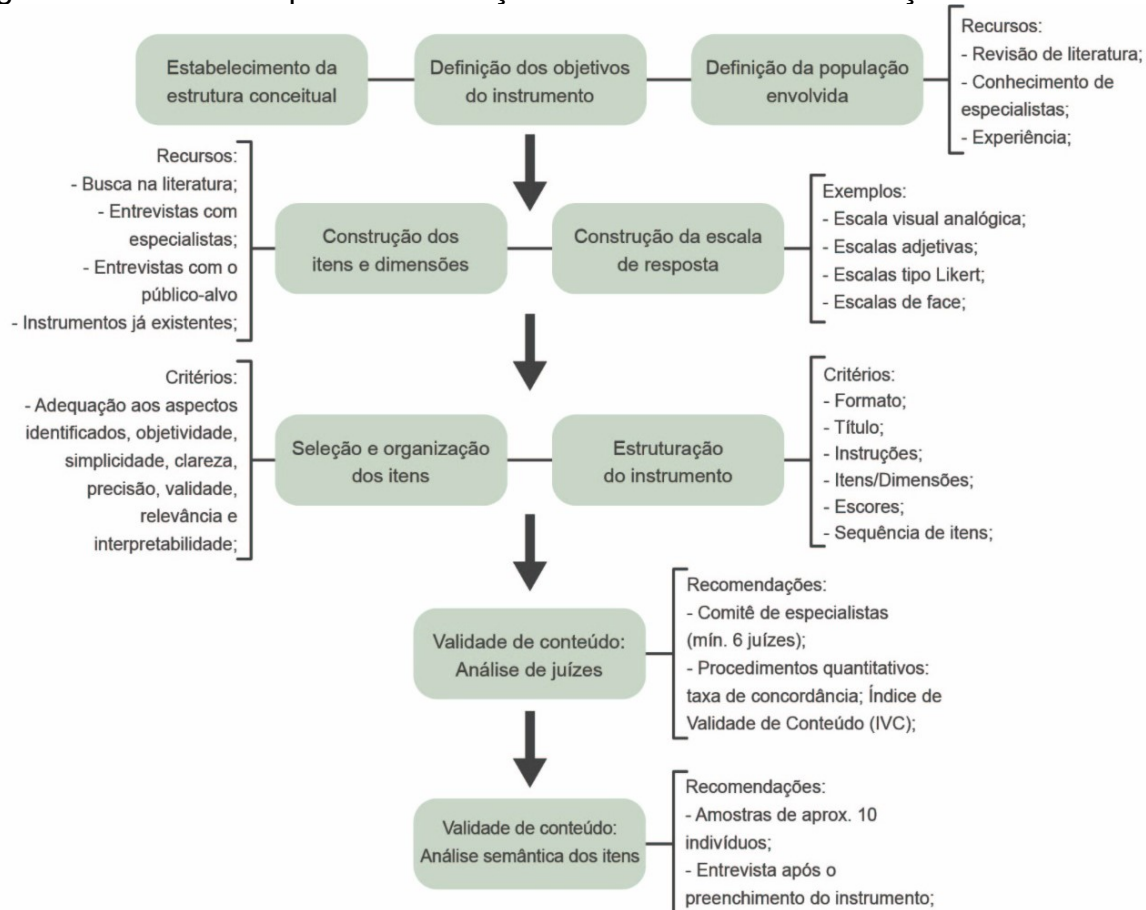 Estabelecimento da
estrutura conceitual
Definição dos objetivos
do instrumento
Definição da população
envolvida
Recursos:
- Revisão de literatura;
- Conhecimento de
especialistas;
- Experiência;
Recursos:
- Busca na literatura;
- Entrevistas com
especialistas;
- Entrevistas com o
público-alvo
- Instrumentos já existentes;
Construção dos
itens e dimensões
Construção da escala
de resposta
Exemplos:
- Escala visual analógica;
- Escalas adjetivas;
- Escalas tipo Likert;
- Escalas de face;
Critérios:
- Adequação aos aspectos
identificados, objetividade,
simplicidade, clareza,
precisão, validade,
relevância e
interpretabilidade;
Seleção e organização
dos itens
Estruturação
do instrumento
Critérios:
- Formato;
- Título;
- Instruções;
- Itens/Dimensões;
- Escores;
- Sequência de itens;
Validade de conteúdo:
Análise de juízes
Recomendações:
- Comitê de especialistas
(mín. 6 juízes);
- Procedimentos quantitativos:
taxa de concordância; Índice de
Validade de Conteúdo (IVC);
Validade de conteúdo:
Análise semântica dos itens
Recomendações:
- Amostras de aprox. 10
indivíduos;
- Entrevista após o
preenchimento do instrumento;